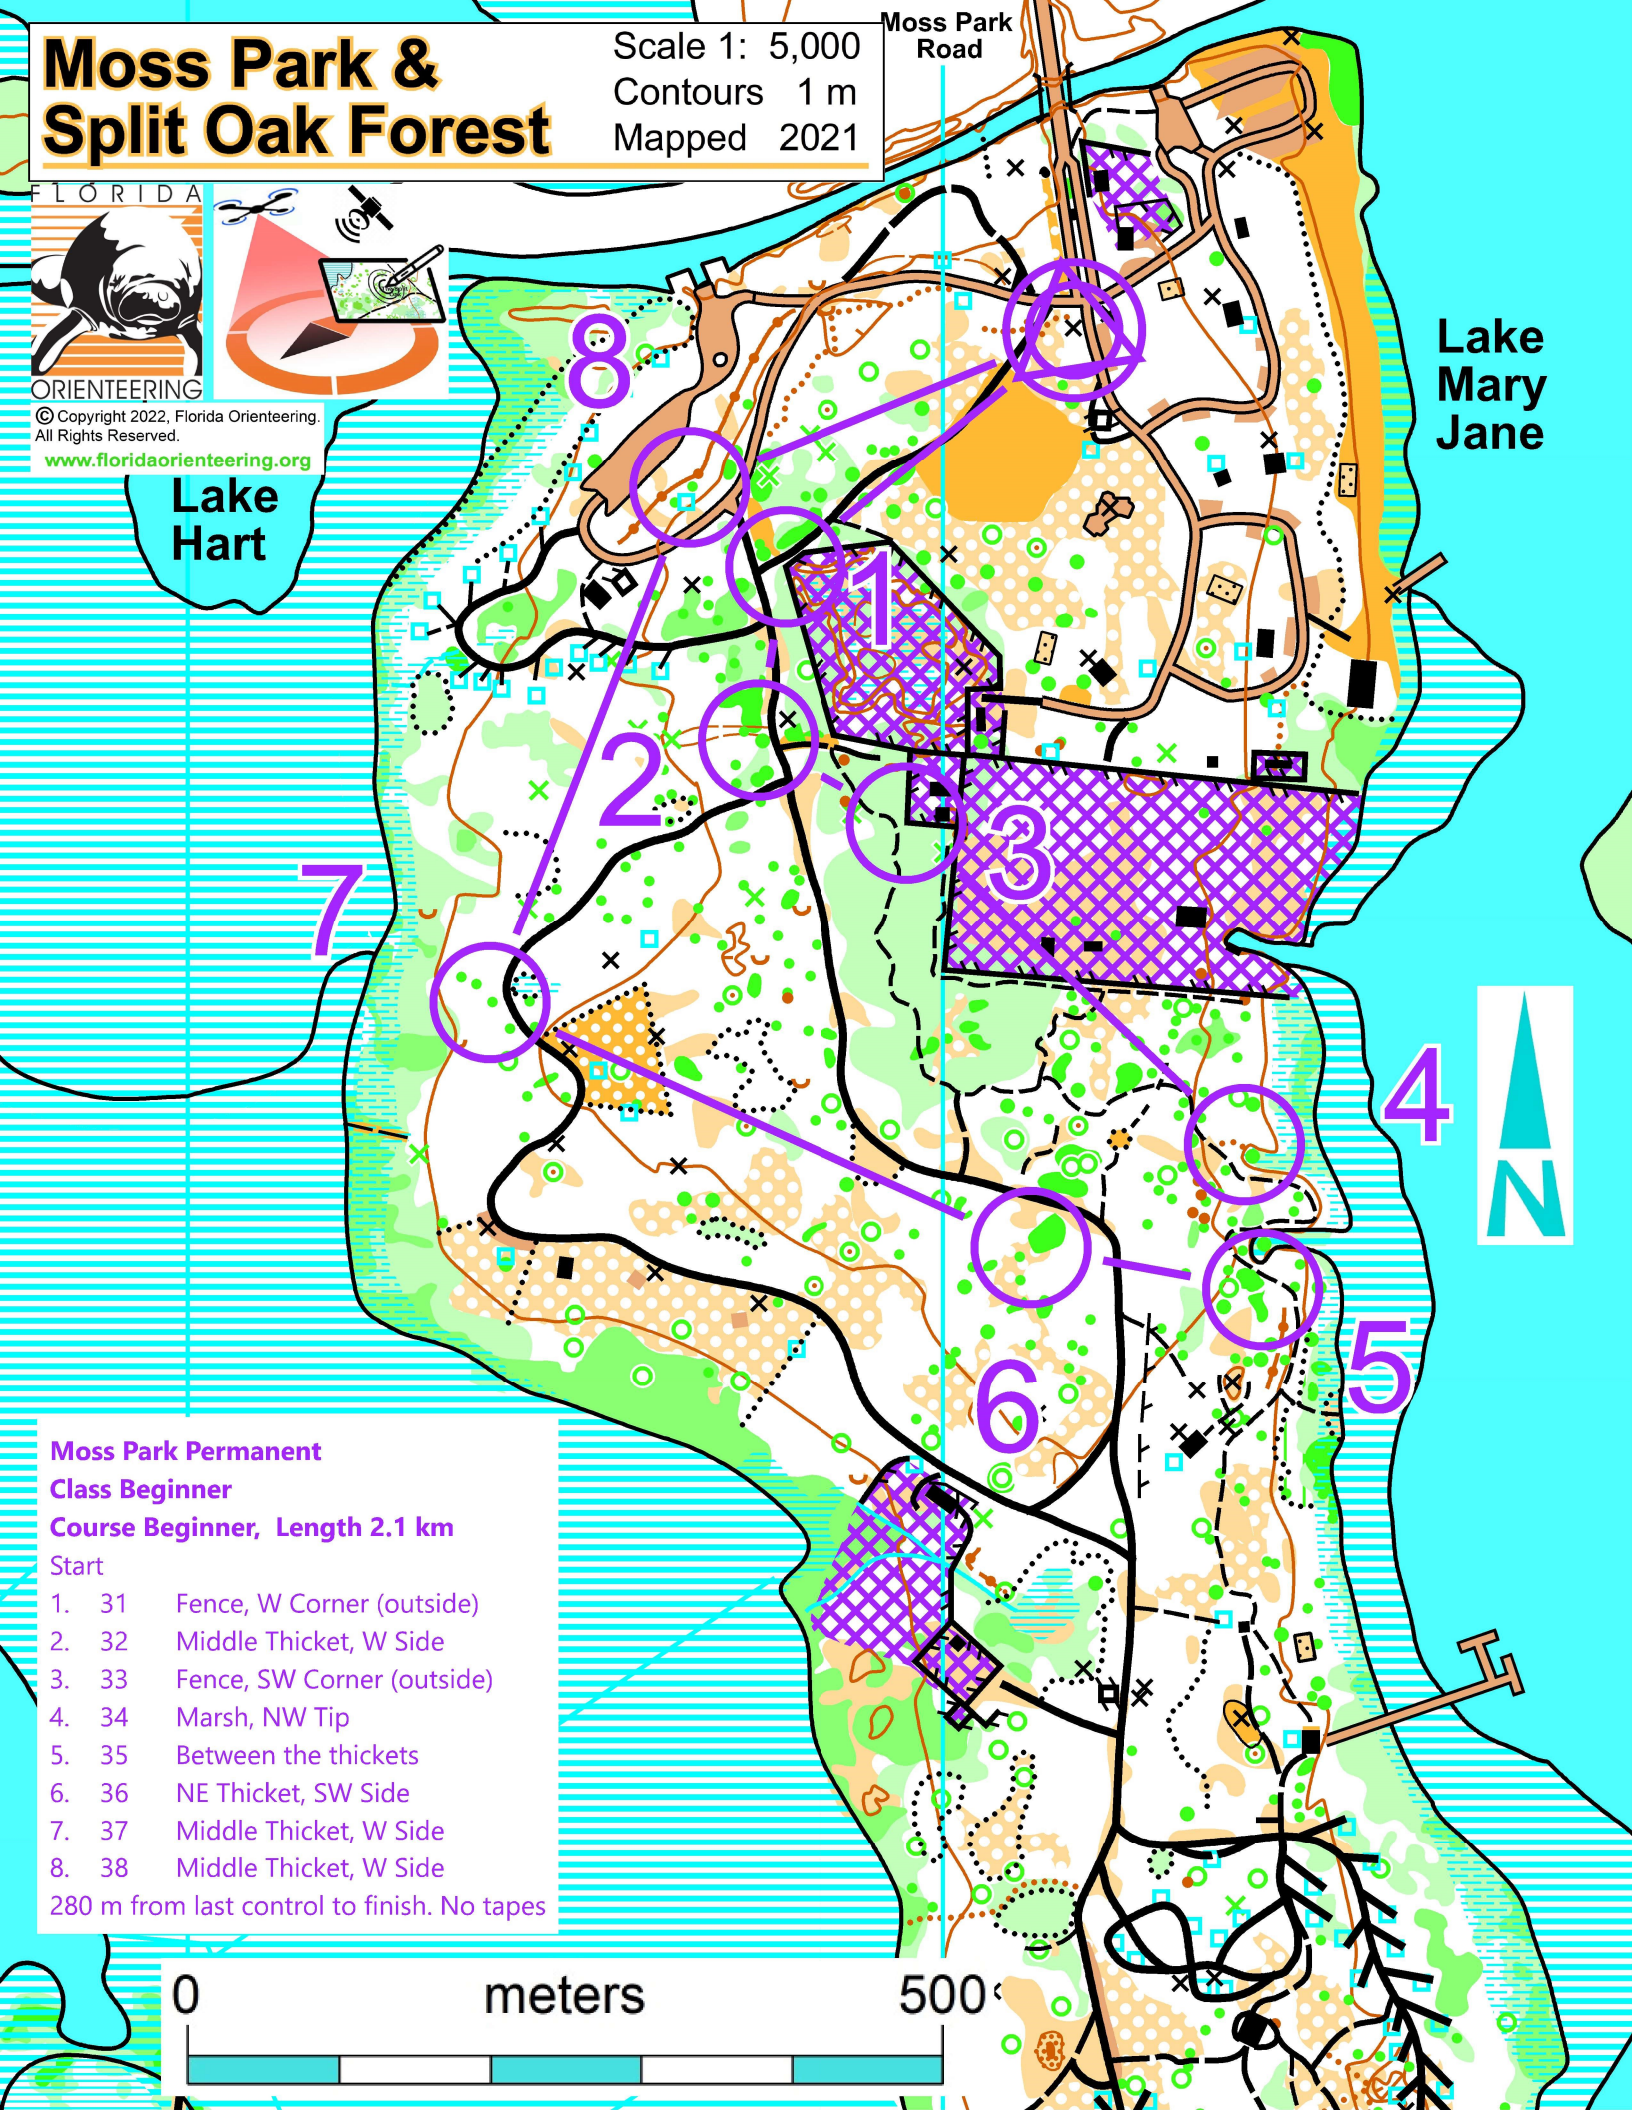 Moss Park &
Split Oak Forest
Scale 1: 5,000
Contours 1 m
Mapped 2021
Moss Park
Road
FLORIDA
ORIENTEERING
© Copyright 2022, Florida Orienteering.
All Rights Reserved.
www.floridaorienteering.org
Lake
Hart
Lake
Mary
Jane
8
1
2
3
7
4
N
5
6
Moss Park Permanent
Class Beginner
Course Beginner, Length 2.1 km
Start
1. 31 Fence, W Corner (outside)
2. 32 Middle Thicket, W Side
3. 33 Fence, SW Corner (outside)
4. 34 Marsh, NW Tip
5. 35 Between the thickets
6. 36 NE Thicket, SW Side
7. 37 Middle Thicket, W Side
8. 38 Middle Thicket, W Side
280 m from last control to finish. No tapes
0 meters 500